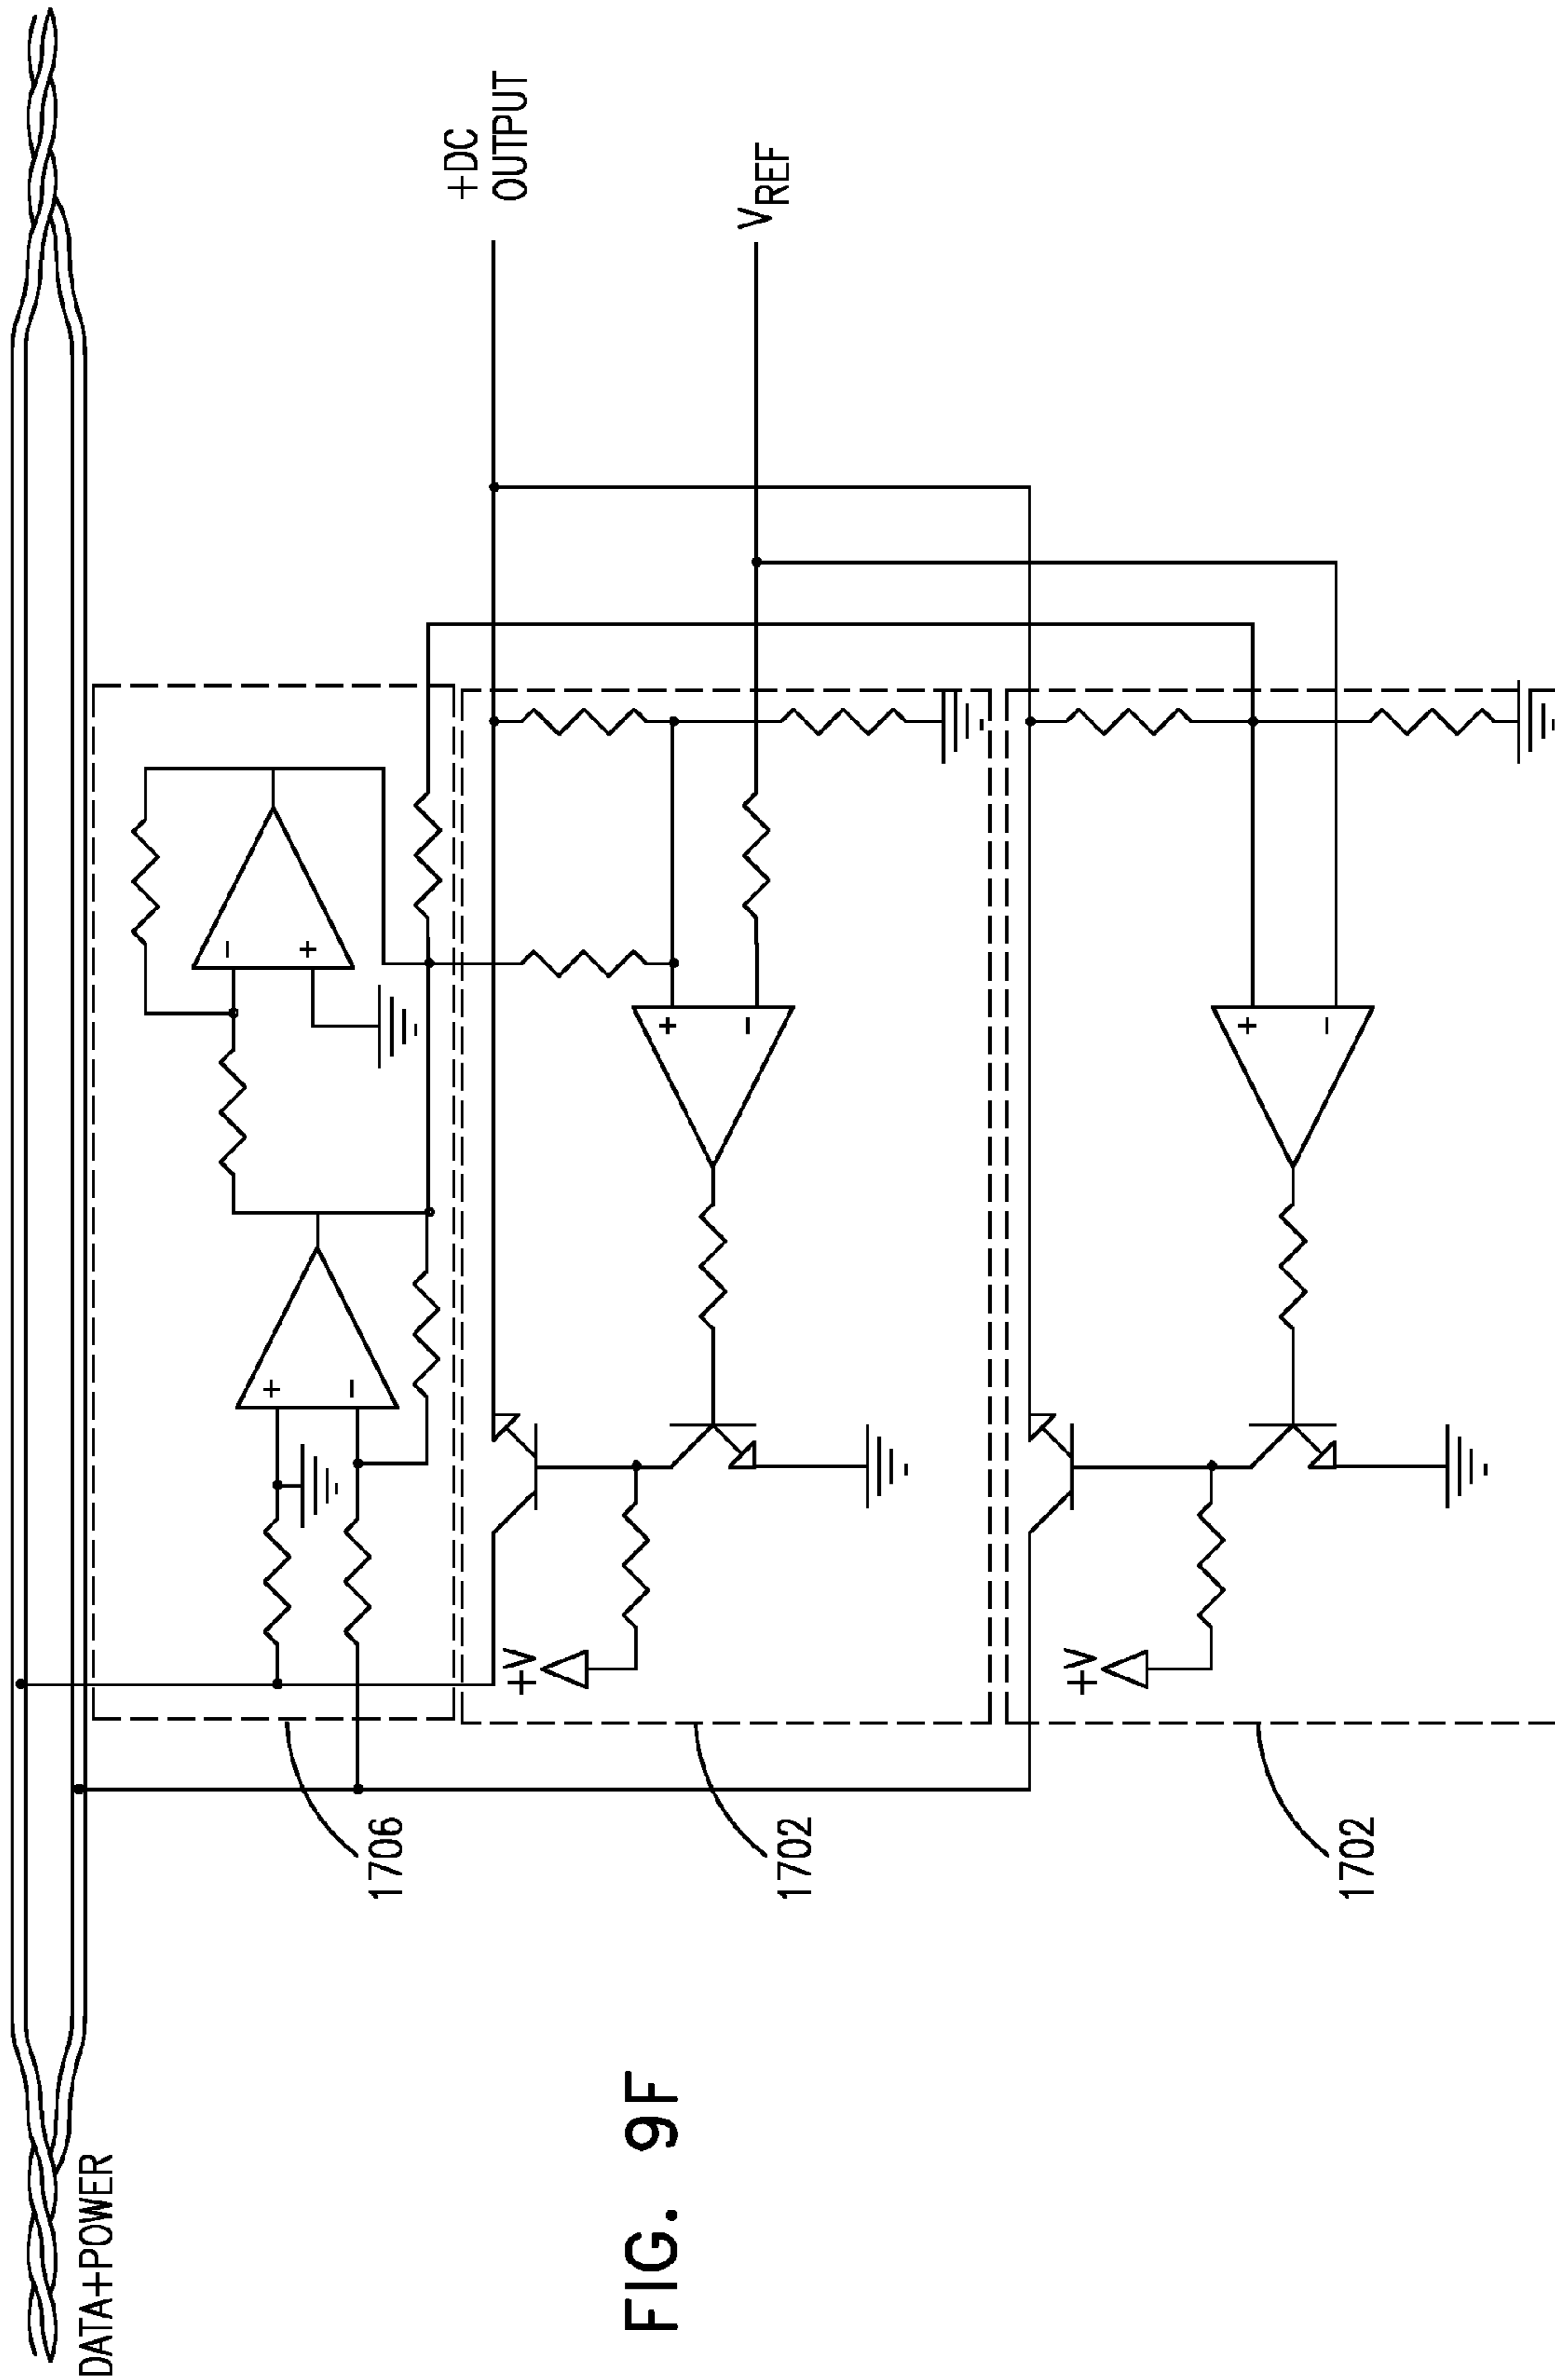 DATA+POWER
+DC
OUTPUT
VREF
-
+
+
-
+
-
+
-
+V
+V
1706
1702
1702
FIG. 9F